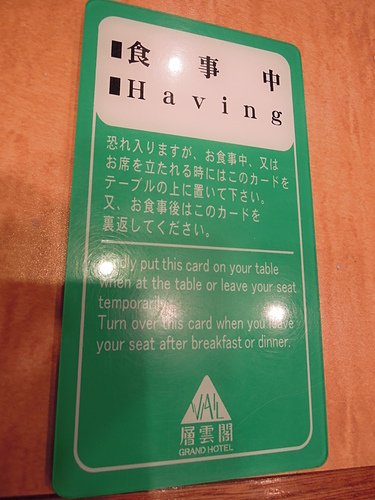 ■食事中
■Having
恐れ入りますが、お食事中、又は
お席を立たれる時にはこのカードを
テーブルの上に置いて下さい。
又、お食事後はこのカードを
裏返してください。
Kindly put this card on your table
when at the table or leave your seat
temporarily.
Turn over this card when you leave
your seat after breakfast or dinner.
VAL
層雲閣
GRAND HOTEL